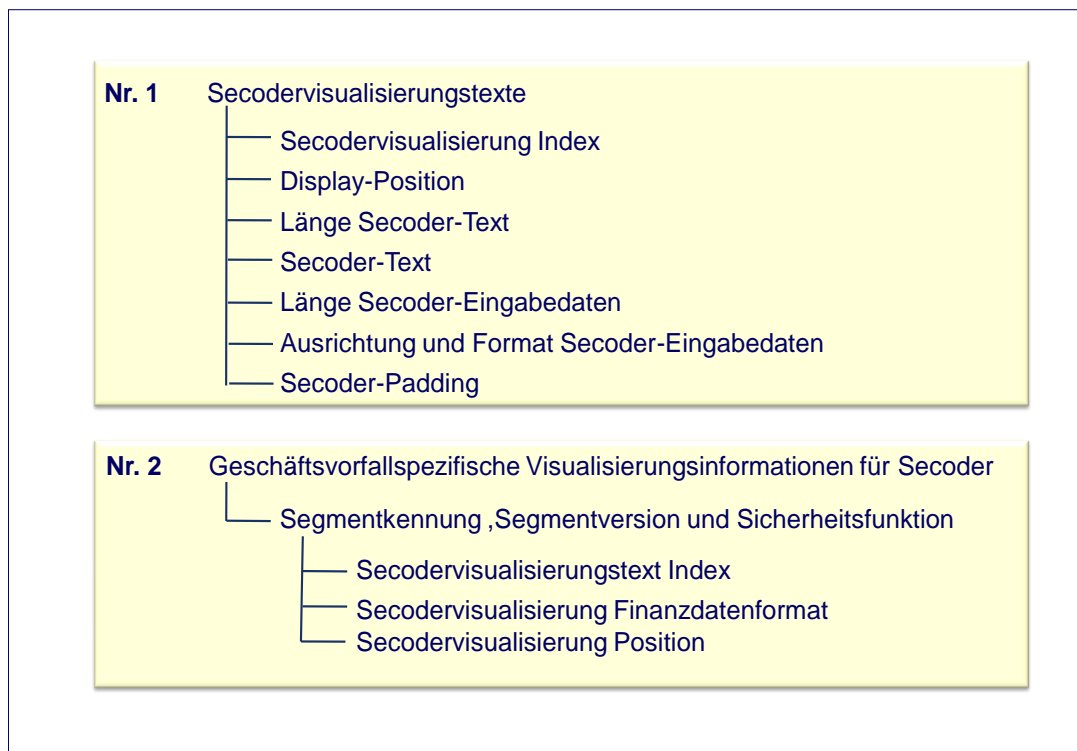 Nr. 1 Secodervisualisierungstexte
Secodervisualisierung Index
Display-Position
Länge Secoder-Text
Secoder-Text
Länge Secoder-Eingabedaten
Ausrichtung und Format Secoder-Eingabedaten
Secoder-Padding
Nr. 2 Geschäftsvorfallspezifische Visualisierungsinformationen für Secoder
Segmentkennung ,Segmentversion und Sicherheitsfunktion
Secodervisualisierungstext Index
Secodervisualisierung Finanzdatenformat
Secodervisualisierung Position